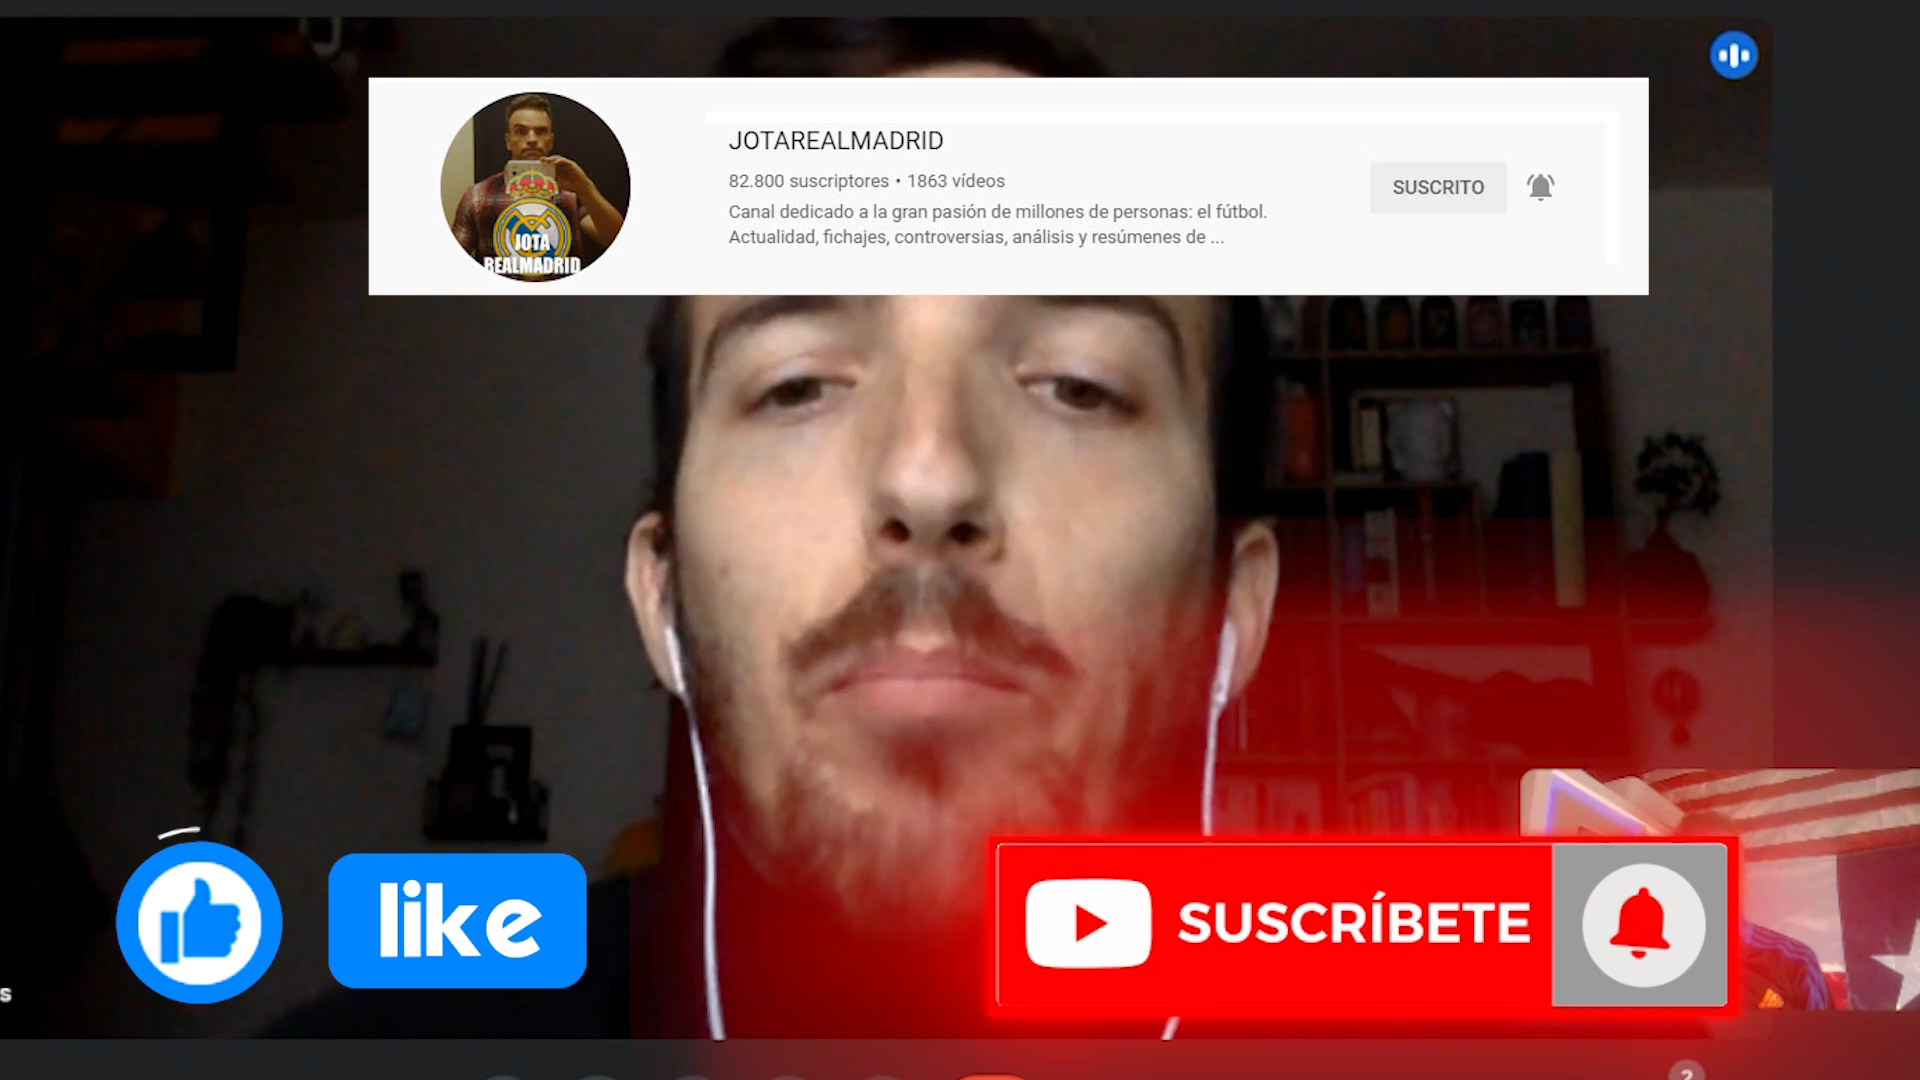 JOTAREALMADRID
82.800 suscriptores • 1863 vídeos
Canal dedicado a la gran pasión de millones de personas: el fútbol.
Actualidad, fichajes, controversias, análisis y resúmenes de ...
SUSCRITO
JOTA
REALMADRID
like
SUSCRÍBETE
s
?